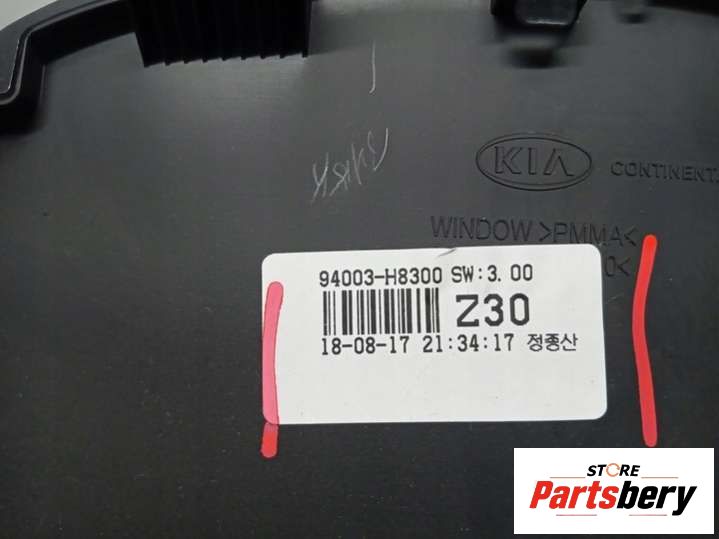 KIA CONTINENT
WINDOW >PMMA<
0<
94003-H8300 SW:3.00
Z30
18-08-17 21:34:17 정종산
STORE
Partsbery